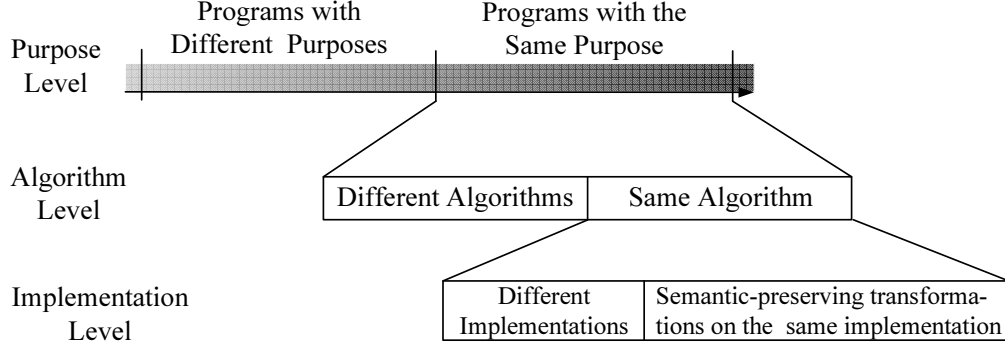 Programs with
Different Purposes
Programs with the
Same Purpose
Purpose
Level
Algorithm
Level
Different Algorithms
Same Algorithm
Implementation
Level
Different
Implementations
Semantic-preserving transforma-
tions on the same implementation